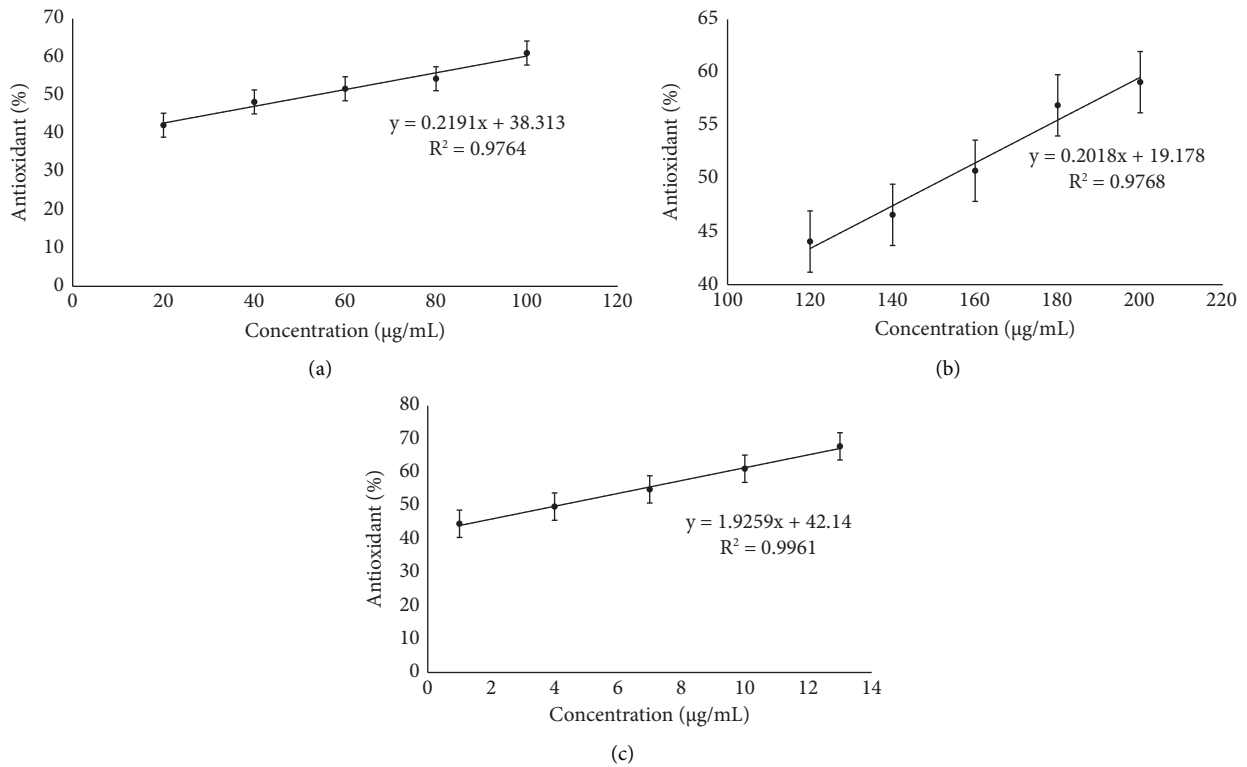 70
60
50
40
30
20
10
0
Antioxidant (%)
y = 0.2191x + 38.313
R² = 0.9764
0 20 40 60 80 100 120
Concentration (µg/mL)
(a)
65
60
55
50
45
40
Antioxidant (%)
y = 0.2018x + 19.178
R² = 0.9768
100 120 140 160 180 200 220
Concentration (µg/mL)
(b)
80
70
60
50
40
30
20
10
0
Antioxidant (%)
y = 1.9259x + 42.14
R² = 0.9961
0 2 4 6 8 10 12 14
Concentration (µg/mL)
(c)